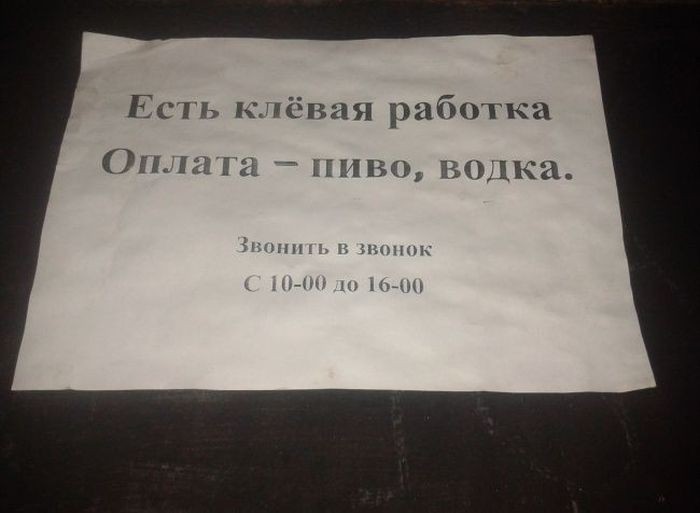 Есть клёвая работка
Оплата – пиво, водка.
Звонить в звонок
С 10-00 до 16-00